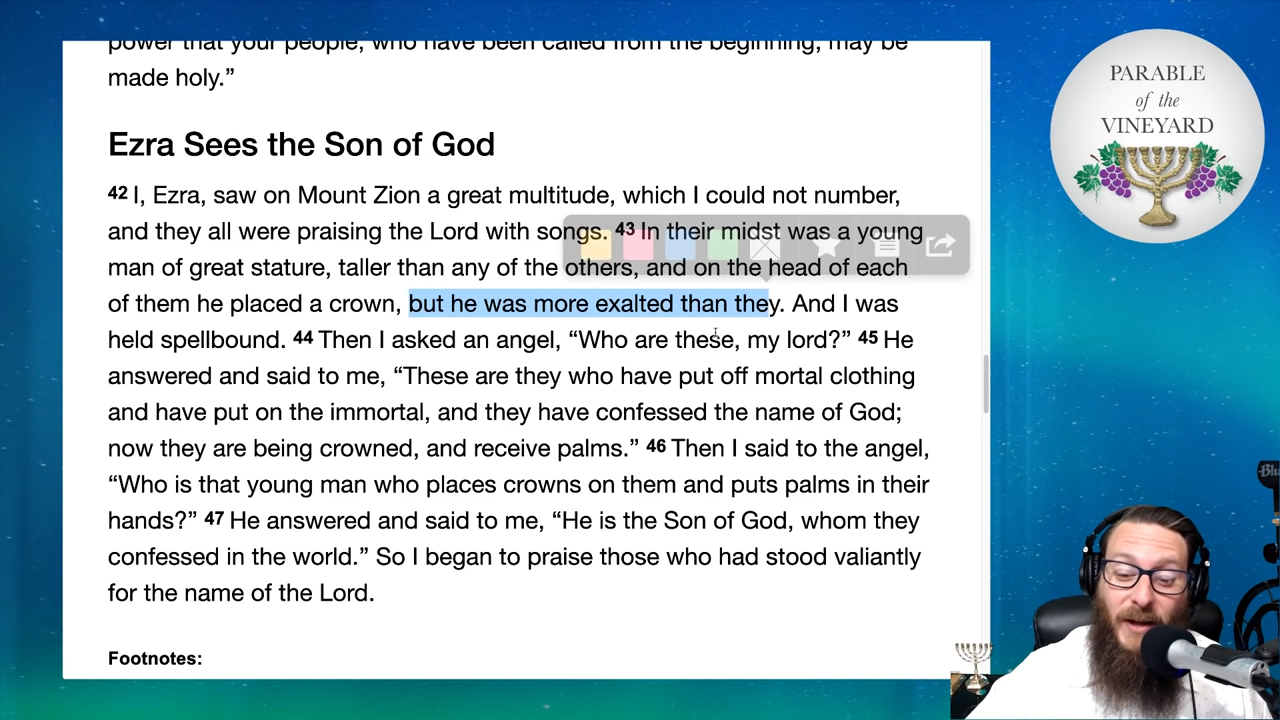 power that your people, who have been called from the beginning, may be
made holy.”
Ezra Sees the Son of God
42 I, Ezra, saw on Mount Zion a great multitude, which I could not number,
and they all were praising the Lord with songs. 43 In their midst was a young
man of great stature, taller than any of the others, and on the head of each
of them he placed a crown, but he was more exalted than they. And I was
held spellbound. 44 Then I asked an angel, “Who are these, my lord?” 45 He
answered and said to me, “These are they who have put off mortal clothing
and have put on the immortal, and they have confessed the name of God;
now they are being crowned, and receive palms.” 46 Then I said to the angel,
“Who is that young man who places crowns on them and puts palms in their
hands?” 47 He answered and said to me, “He is the Son of God, whom they
confessed in the world.” So I began to praise those who had stood valiantly
for the name of the Lord.
Footnotes:
PARABLE
of the
VINEYARD